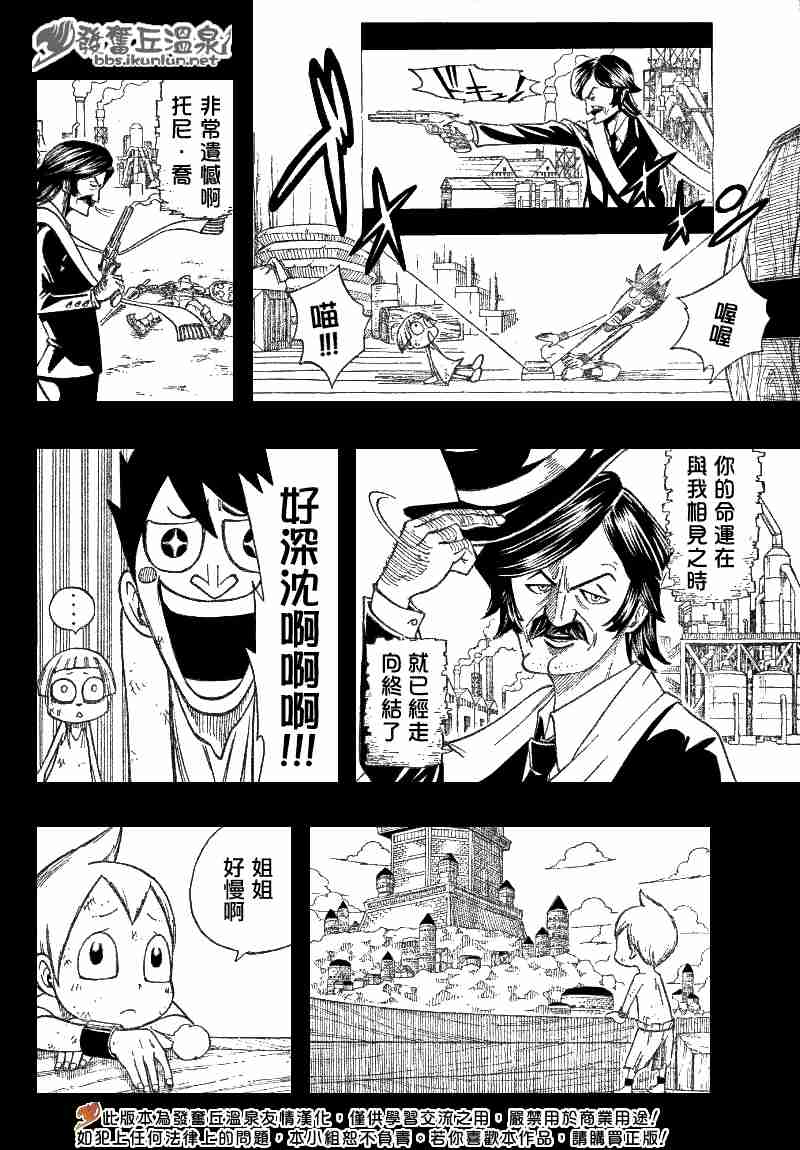 發奮丘温泉!
bbs.ikunlun.net
ドキュ!
喔
喔
喵!!!
非常遺憾啊
托尼·喬
你的命運在
與我相見之時
就已經走
向終結了
好深沈啊啊啊!!!
...
姐姐
好慢啊
此版本為發奮丘温泉友情漢化,僅供學習交流之用,嚴禁用於商業用途!
如犯上任何法律上的問題,本小組恕不負責。若你喜歡本作品,請購買正版!